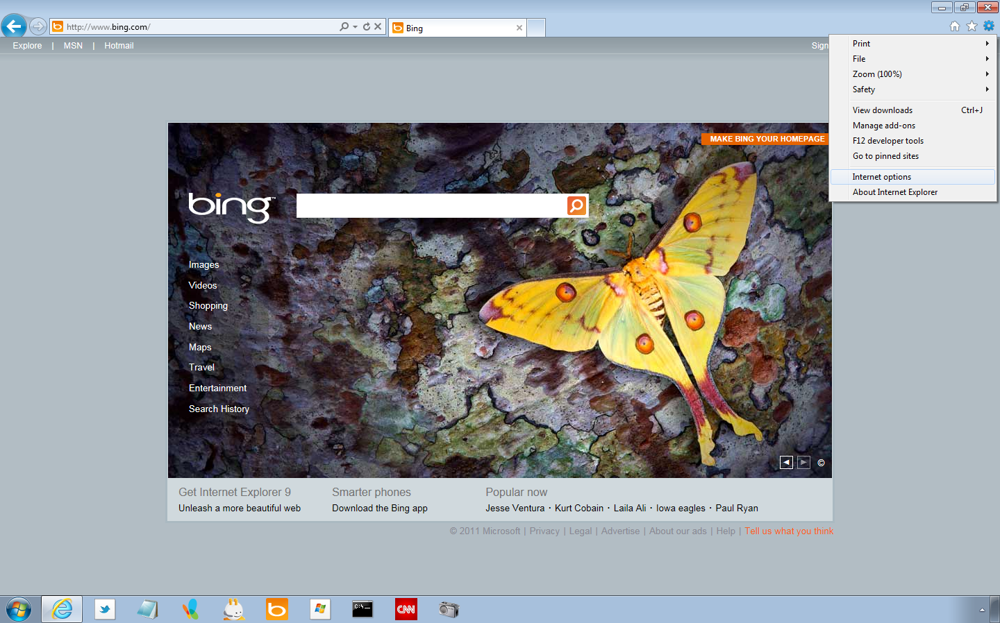 http://www.bing.com/
Bing
Explore | MSN | Hotmail
Sign
Print
File
Zoom (100%)
Safety
View downloads Ctrl+J
Manage add-ons
F12 developer tools
Go to pinned sites
Internet options
About Internet Explorer
MAKE BING YOUR HOMEPAGE
bing™
Images
Videos
Shopping
News
Maps
Travel
Entertainment
Search History
©
Get Internet Explorer 9
Unleash a more beautiful web
Smarter phones
Download the Bing app
Popular now
Jesse Ventura · Kurt Cobain · Laila Ali · Iowa eagles · Paul Ryan
© 2011 Microsoft | Privacy | Legal | Advertise | About our ads | Help | Tell us what you think
C:\_
CNN